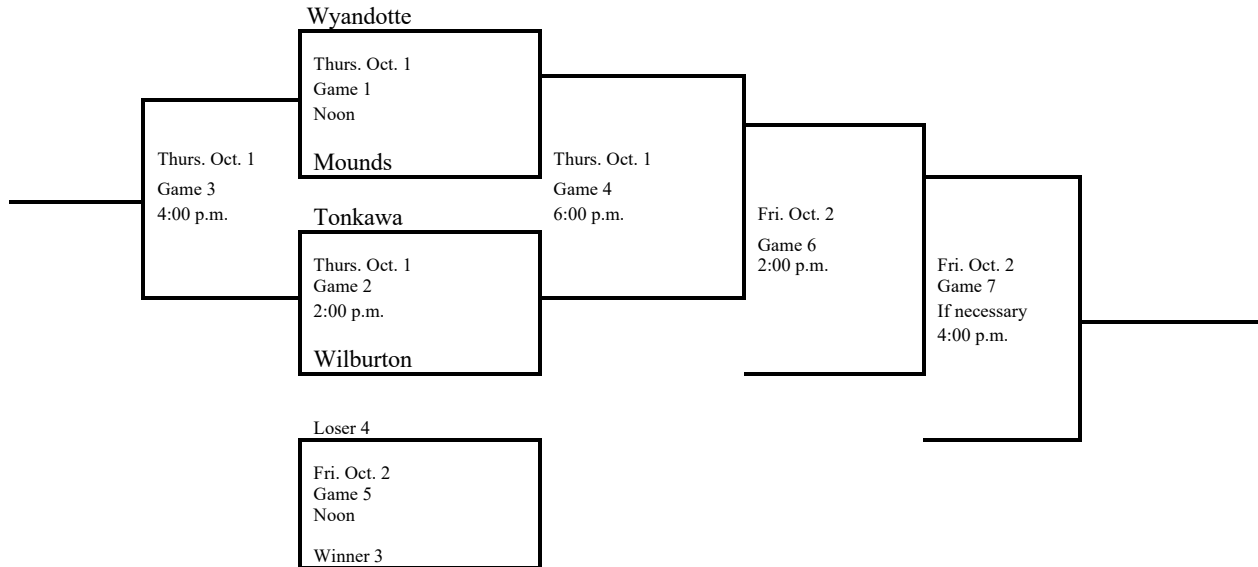 Wyandotte
Thurs. Oct. 1
Game 1
Noon
Mounds
Thurs. Oct. 1
Game 3
4:00 p.m.
Thurs. Oct. 1
Game 4
6:00 p.m.
Tonkawa
Thurs. Oct. 1
Game 2
2:00 p.m.
Wilburton
Fri. Oct. 2
Game 6
2:00 p.m.
Fri. Oct. 2
Game 7
If necessary
4:00 p.m.
Loser 4
Fri. Oct. 2
Game 5
Noon
Winner 3